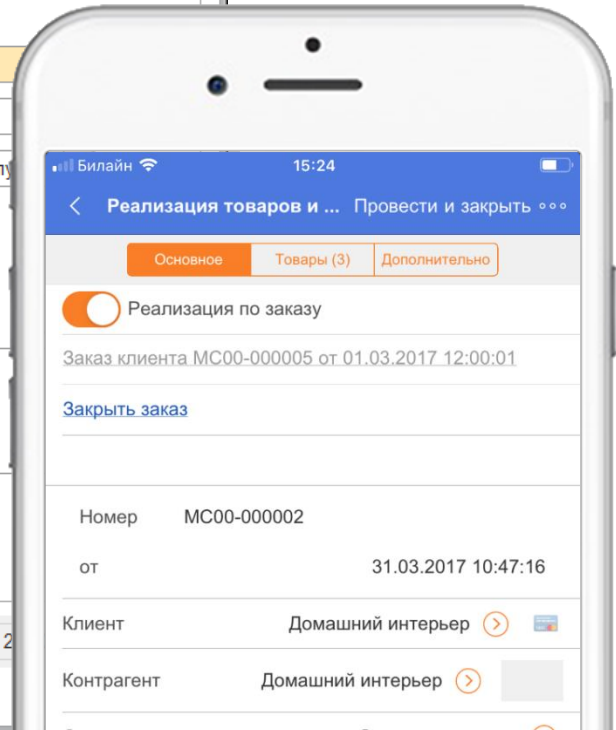 Билайн 15:24
Реализация товаров и ... Провести и закрыть
Основное Товары (3) Дополнительно
Реализация по заказу
Заказ клиента МС00-000005 от 01.03.2017 12:00:01
Закрыть заказ
Номер МС00-000002
от 31.03.2017 10:47:16
Клиент Домашний интерьер
Контрагент Домашний интерьер